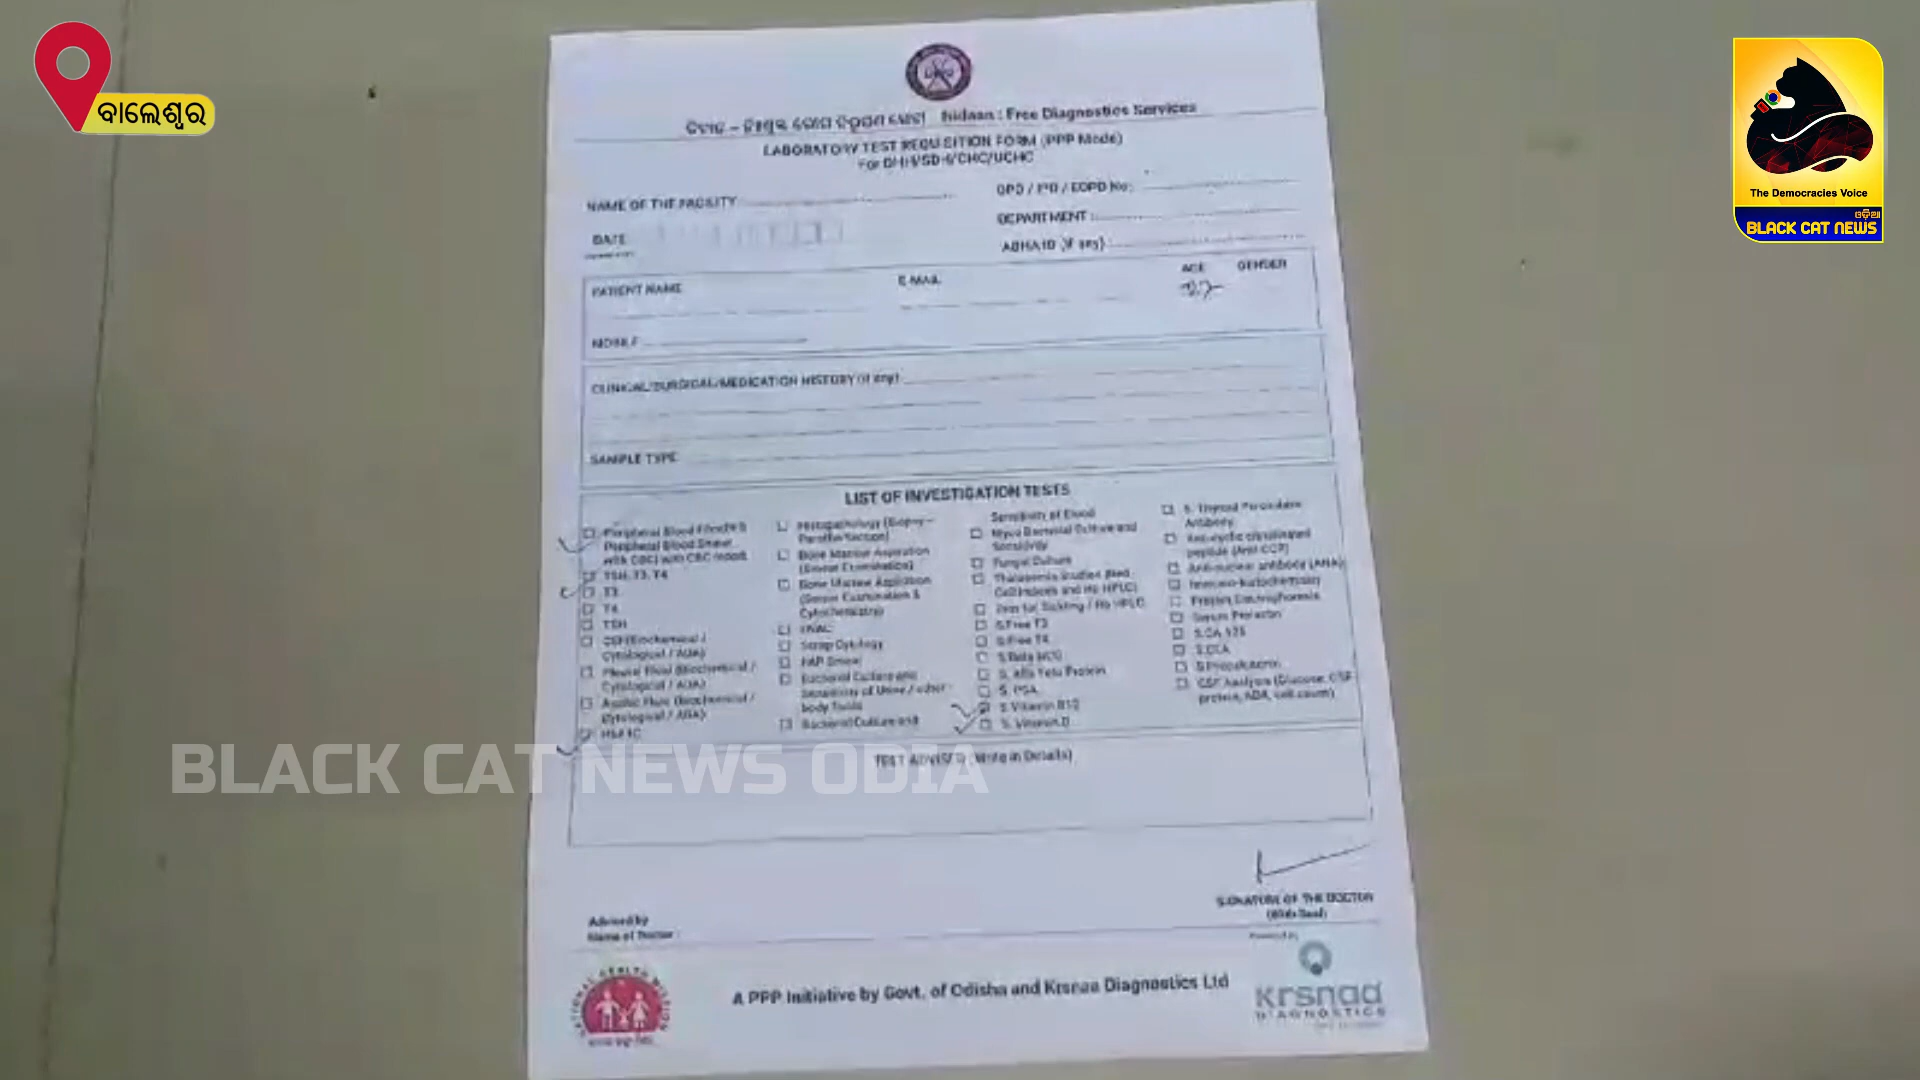 ବାଲେଶ୍ୱର
The Democracies Voice
ଓଡ଼ିଆ
BLACK CAT NEWS
ନିଦାନ – ନିଃଶୁଳ୍କ ରୋଗ ନିରୂପଣ ସେବା Nidaan : Free Diagnostics Services
LABORATORY TEST REQUISITION FORM (PPP Mode)
For DHH/SDH/CHC/UCHC
NAME OF THE FACILITY
OPD / IPD / EOPD No :
DATE
DEPARTMENT :
ABHA ID (if any)
PATIENT NAME
E-MAIL
AGE
GENDER
MOBILE
CLINICAL/SURGICAL/MEDICATION HISTORY (if any)
SAMPLE TYPE
LIST OF INVESTIGATION TESTS
Peripheral Blood
Peripheral Blood Smear
with CBC) with CBC report
TSH, T3, T4
T3
T4
TSH
CSF (Biochemical /
Cytological / ADA)
Pleural Fluid (Biochemical /
Cytological / ADA)
Ascitic Fluid (Biochemical /
Cytological / ADA)
HbA1C
Histopathology (Biopsy –
Paraffin Section)
Bone Marrow Aspiration
(Smear Examination)
Bone Marrow Aspiration
(Smear Examination &
Cytochemistry)
FNAC
Scrap Cytology
PAP Smear
Bacterial Culture and
Sensitivity of Urine / other
body fluids
Bacterial Culture and
Sensitivity of Blood
Myco Bacterial Culture and
Sensitivity
Fungal Culture
Thalassemia Studies (Red
Cell Indices and Hb HPLC)
Test for Sickling / Hb HPLC
S.Free T3
S.Free T4
S.Beta HCG
S. Alfa Feto Protein
S. PSA
S. Vitamin B12
S. Vitamin D
S. Thyroid Peroxidase
Antibody
Anti-cyclic citrullinated
peptide (Anti CCP)
Anti-nuclear antibody (ANA)
Immuno-histochemistry
Protein Electrophoresis
Serum Ferritin
S.CA 125
S.CEA
S.Procalcitonin
CSF Analysis (Glucose, CSF
protein, ADA, cell count)
TEST ADVISED (Write in Details)
BLACK CAT NEWS ODIA
SIGNATURE OF THE DOCTOR
(With Seal)
Advised by
Name of Doctor
Powered by
NATIONAL HEALTH MISSION
A PPP Initiative by Govt. of Odisha and Krsnaa Diagnostics Ltd
krsnaa
DIAGNOSTICS